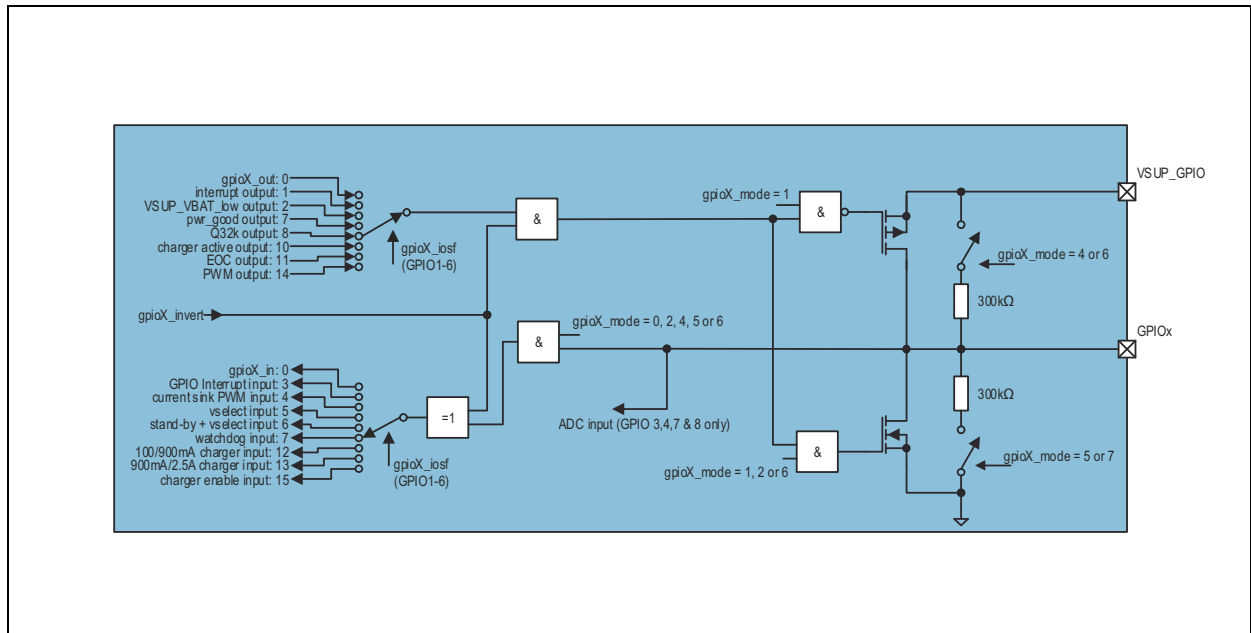 gpioX_out: 0
interrupt output: 1
VSUP_VBAT_low output: 2
pwr_good output: 7
Q32k output: 8
charger active output: 10
EOC output: 11
PWM output: 14
gpioX_iosf
(GPIO1-6)
&
gpioX_mode = 1
&
VSUP_GPIO
gpioX_mode = 4 or 6
300kΩ
gpioX_invert
&
gpioX_mode = 0, 2, 4, 5 or 6
GPIOx
gpioX_in: 0
GPIO Interrupt input: 3
current sink PWM input: 4
vselect input: 5
stand-by + vselect input: 6
watchdog input: 7
100/900mA charger input: 12
900mA/2.5A charger input: 13
charger enable input: 15
gpioX_iosf
(GPIO1-6)
=1
ADC input (GPIO 3,4,7 & 8 only)
&
gpioX_mode = 1, 2 or 6
300kΩ
gpioX_mode = 5 or 7